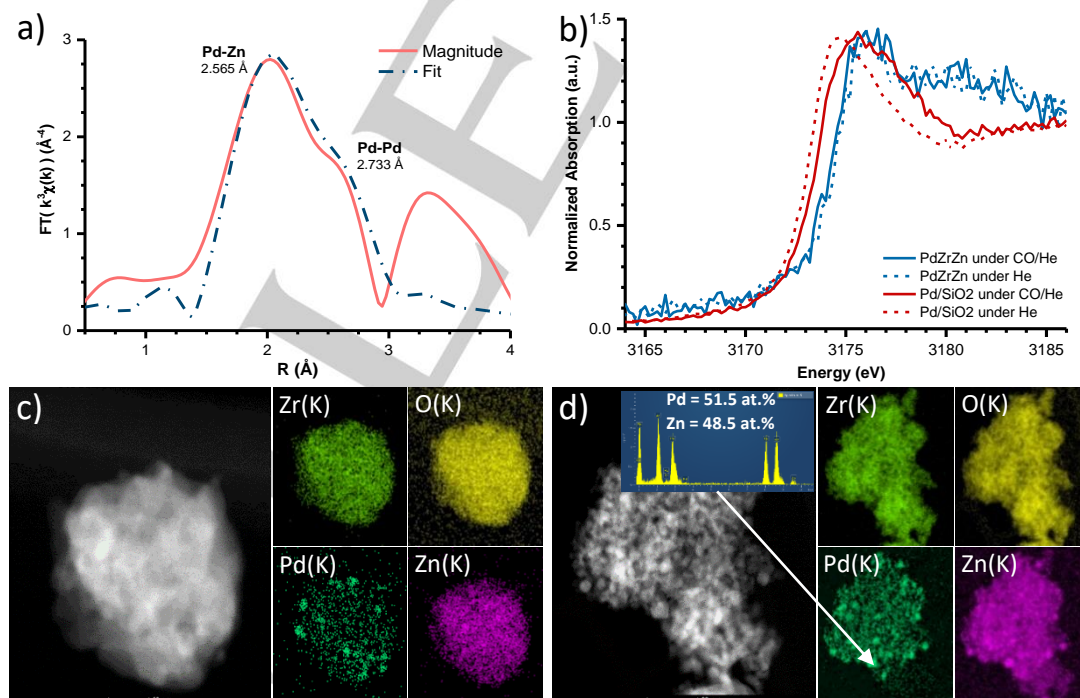 a)
3
2
1
0
1
2
3
4
FT( k³χ(k) ) (Å⁻⁴)
R (Å)
Pd-Zn
2.565 Å
Pd-Pd
2.733 Å
Magnitude
Fit
b)
1.5
1.0
0.5
0.0
3165
3170
3175
3180
3185
Normalized Absorption (a.u.)
Energy (eV)
PdZrZn under CO/He
PdZrZn under He
Pd/SiO2 under CO/He
Pd/SiO2 under He
c)
Zr(K)
O(K)
Pd(K)
Zn(K)
d)
Pd = 51.5 at.%
Zn = 48.5 at.%
Zr(K)
O(K)
Pd(K)
Zn(K)